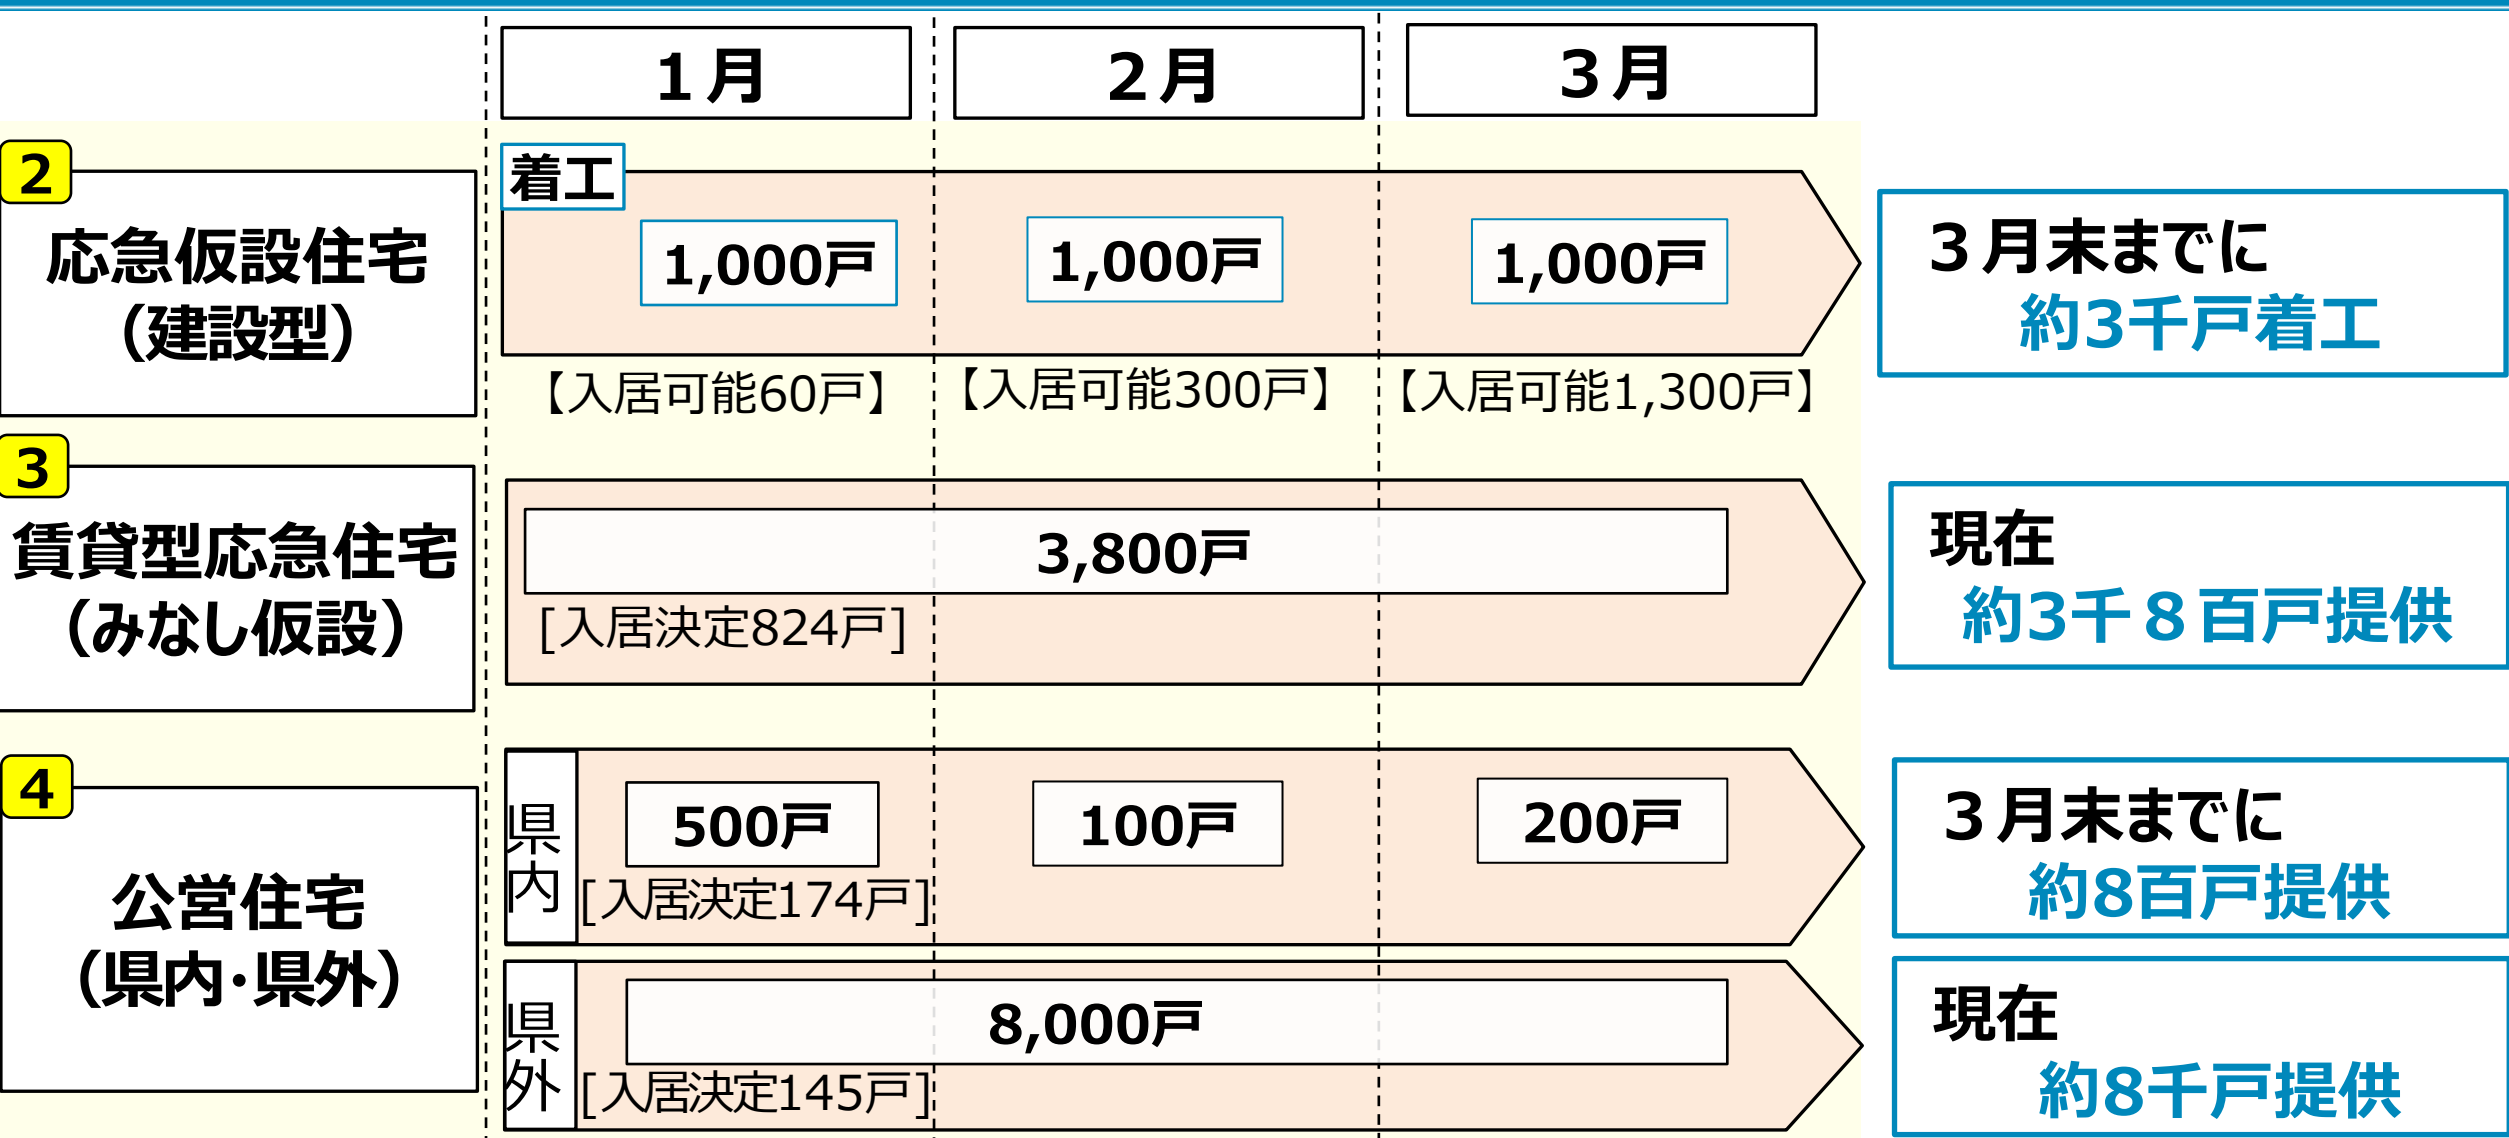 1月
2月
3月
2
応急仮設住宅
（建設型）
着工
1,000戸
1,000戸
1,000戸
【入居可能60戸】
【入居可能300戸】
【入居可能1,300戸】
3月末までに
約3千戸着工
3
賃貸型応急住宅
（みなし仮設）
3,800戸
[入居決定824戸]
現在
約3千8百戸提供
4
公営住宅
（県内・県外）
県内
500戸
100戸
200戸
[入居決定174戸]
3月末までに
約8百戸提供
県外
8,000戸
[入居決定145戸]
現在
約8千戸提供